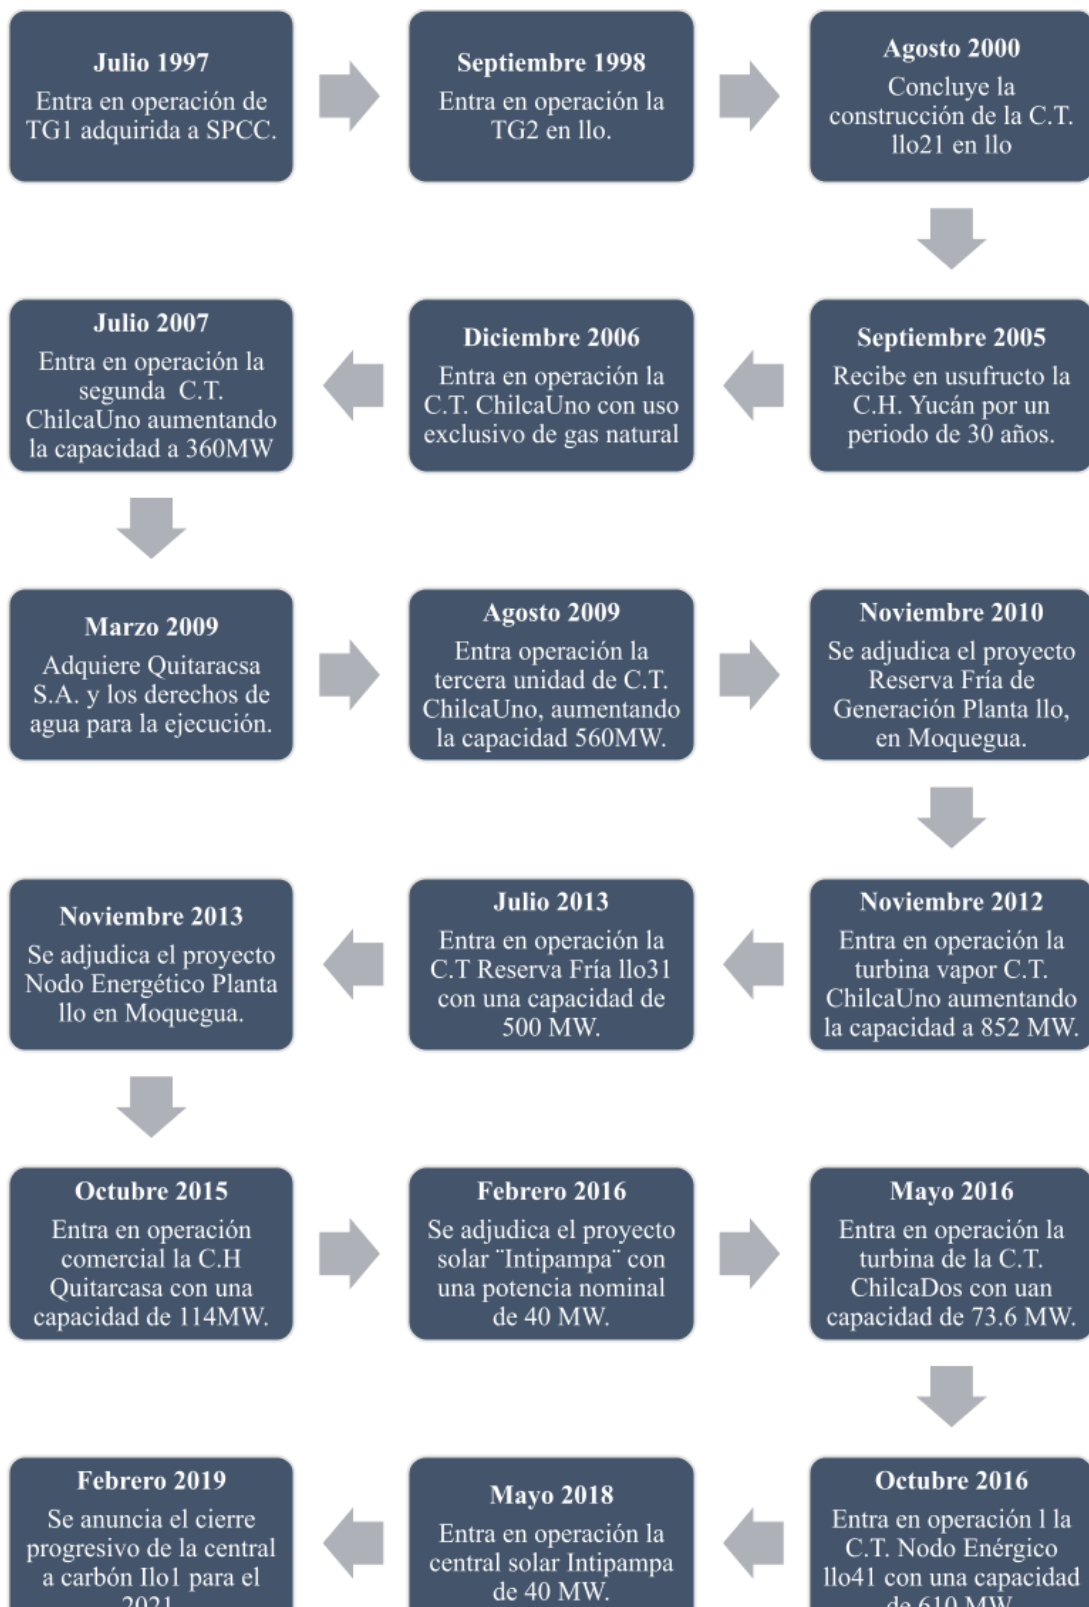 Julio 1997
Entra en operación de
TG1 adquirida a SPCC.
Septiembre 1998
Entra en operación la
TG2 en llo.
Agosto 2000
Concluye la
construcción de la C.T.
llo21 en llo
Septiembre 2005
Recibe en usufructo la
C.H. Yucán por un
periodo de 30 años.
Diciembre 2006
Entra en operación la
C.T. ChilcaUno con uso
exclusivo de gas natural
Julio 2007
Entra en operación la
segunda C.T.
ChilcaUno aumentando
la capacidad a 360MW
Marzo 2009
Adquiere Quitaracsa
S.A. y los derechos de
agua para la ejecución.
Agosto 2009
Entra operación la
tercera unidad de C.T.
ChilcaUno, aumentando
la capacidad 560MW.
Noviembre 2010
Se adjudica el proyecto
Reserva Fría de
Generación Planta llo,
en Moquegua.
Noviembre 2012
Entra en operación la
turbina vapor C.T.
ChilcaUno aumentando
la capacidad a 852 MW.
Julio 2013
Entra en operación la
C.T Reserva Fría llo31
con una capacidad de
500 MW.
Noviembre 2013
Se adjudica el proyecto
Nodo Energético Planta
llo en Moquegua.
Octubre 2015
Entra en operación
comercial la C.H
Quitarcasa con una
capacidad de 114MW.
Febrero 2016
Se adjudica el proyecto
solar ¨Intipampa¨ con
una potencia nominal
de 40 MW.
Mayo 2016
Entra en operación la
turbina de la C.T.
ChilcaDos con uan
capacidad de 73.6 MW.
Octubre 2016
Entra en operación l la
C.T. Nodo Enérgico
llo41 con una capacidad
de 610 MW
Mayo 2018
Entra en operación la
central solar Intipampa
de 40 MW.
Febrero 2019
Se anuncia el cierre
progresivo de la central
a carbón Ilo1 para el
2021